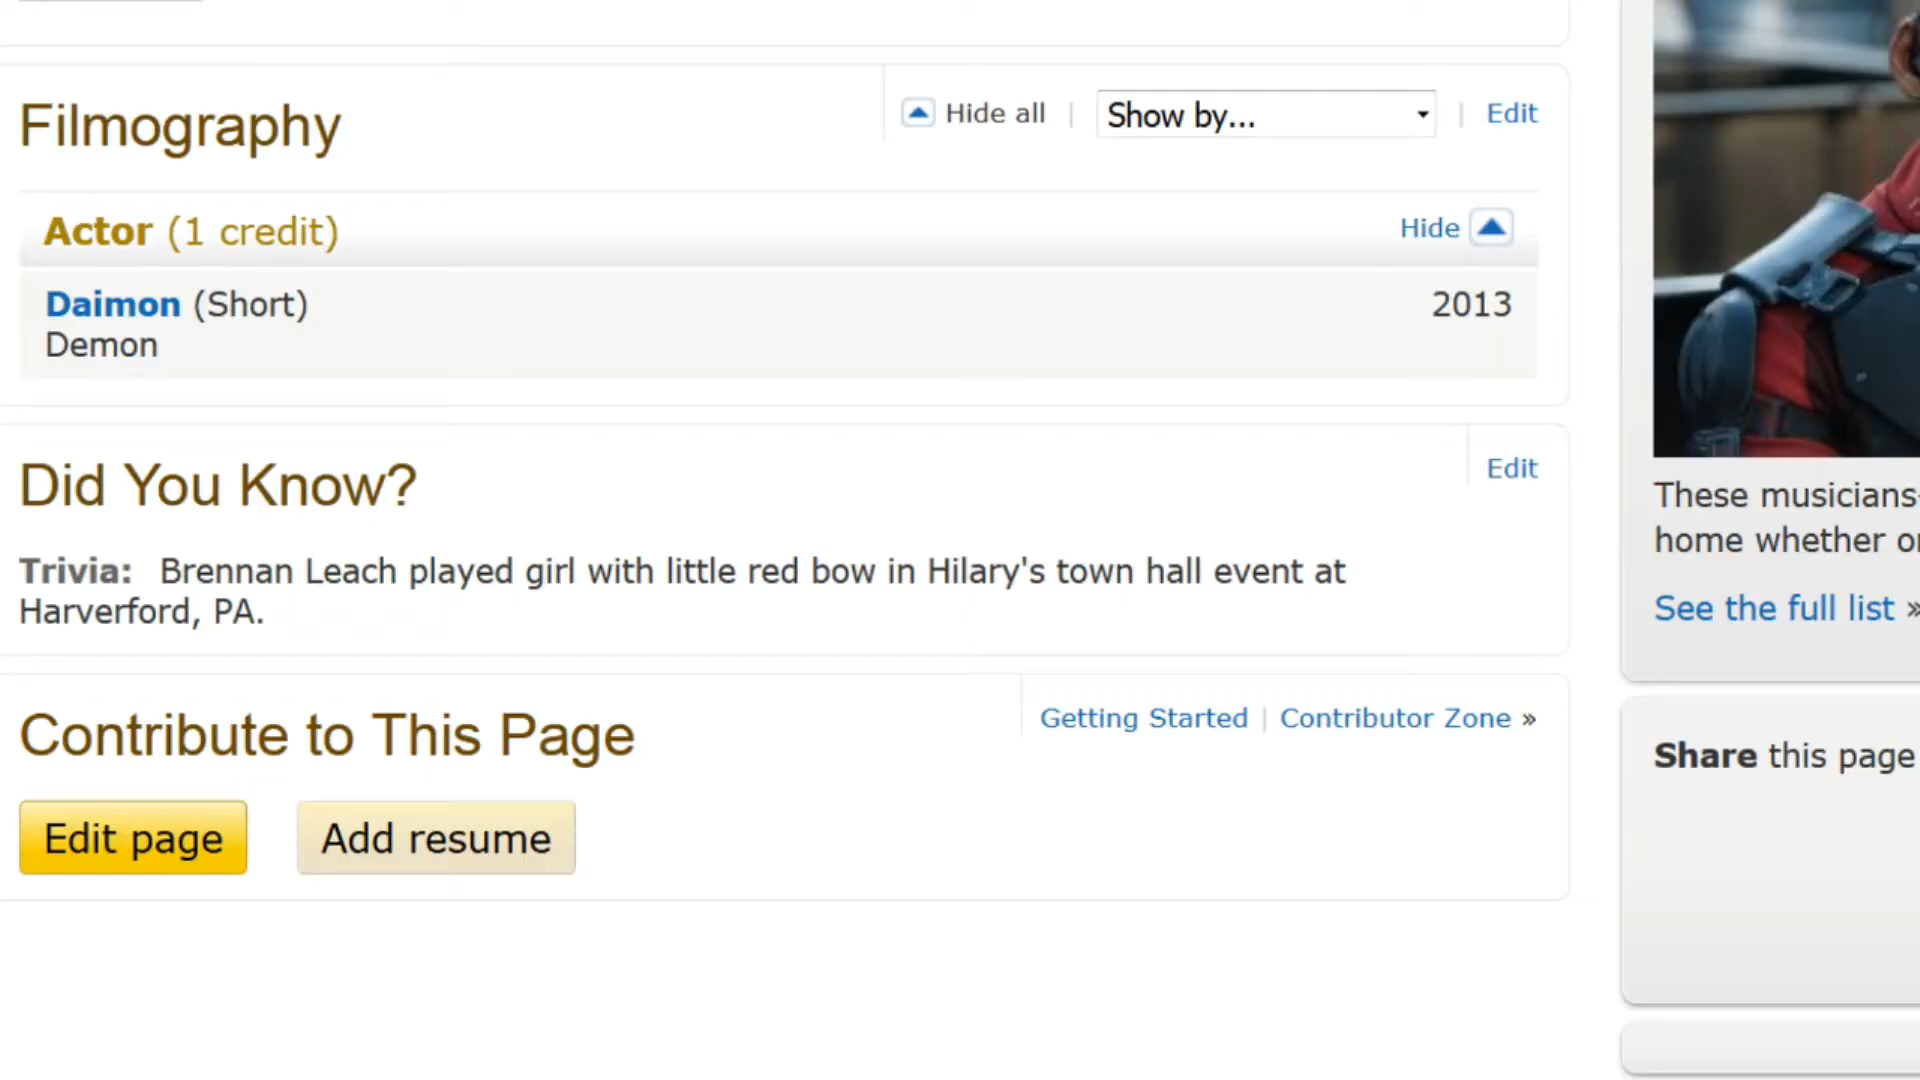 Filmography
Hide all | Show by... | Edit
Actor (1 credit)
Hide
Daimon (Short)
2013
Demon
Did You Know?
Edit
Trivia: Brennan Leach played girl with little red bow in Hilary's town hall event at
Harverford, PA.
Contribute to This Page
Getting Started | Contributor Zone »
Edit page
Add resume
These musicians-
home whether or
See the full list »
Share this page